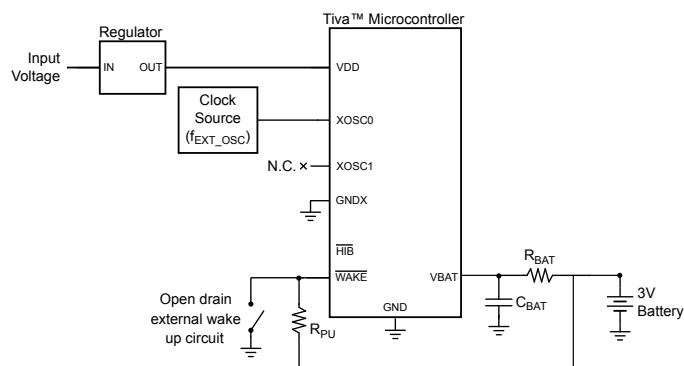 Tiva™ Microcontroller
Regulator
Input
Voltage
IN
OUT
VDD
Clock
Source
(fEXT_OSC)
XOSC0
N.C.
XOSC1
GNDX
HIB
WAKE
VBAT
RBAT
CBAT
3V
Battery
Open drain
external wake
up circuit
RPU
GND